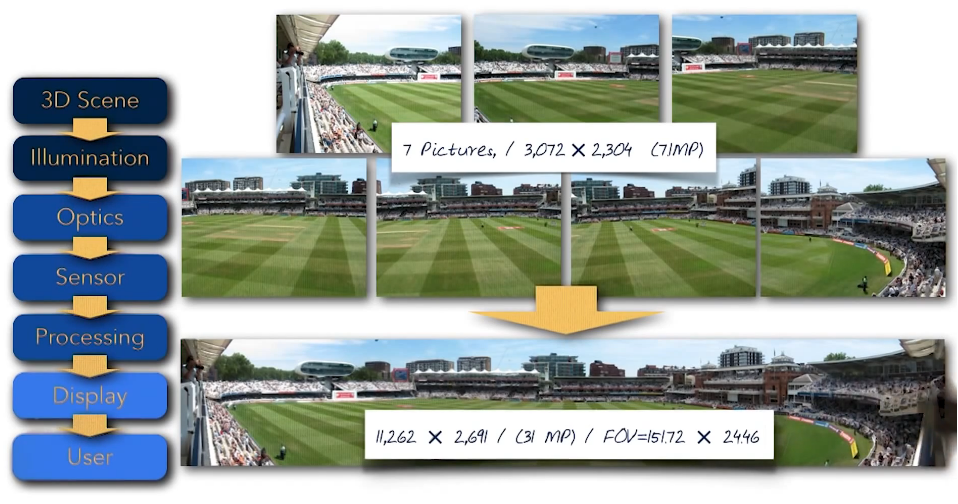 3D Scene
Illumination
Optics
Sensor
Processing
Display
User
7 Pictures, / 3,072 × 2,304 (7.1MP)
11,262 × 2,691 / (31 MP) / FOV=151.72 × 24.46